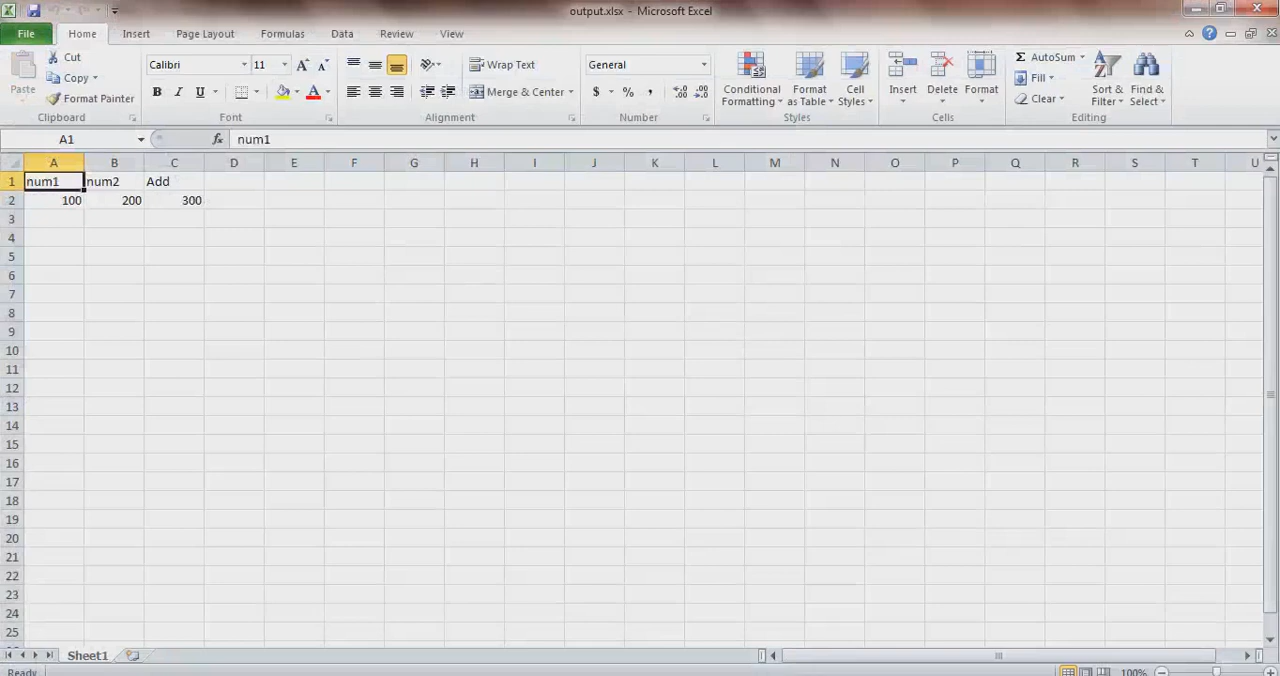 output.xlsx - Microsoft Excel
File Home Insert Page Layout Formulas Data Review View
Paste
Cut
Copy
Format Painter
Clipboard
Calibri 11
B I U
Font
Wrap Text
Merge & Center
Alignment
General
$ % ,
Number
Conditional Formatting
Format as Table
Cell Styles
Styles
Insert
Delete
Format
Cells
AutoSum
Fill
Clear
Sort & Filter
Find & Select
Editing
A1 fx num1
A B C D E F G H I J K L M N O P Q R S T U
1 num1 num2 Add
2 100 200 300
3
4
5
6
7
8
9
10
11
12
13
14
15
16
17
18
19
20
21
22
23
24
25
Sheet1
Ready 100%